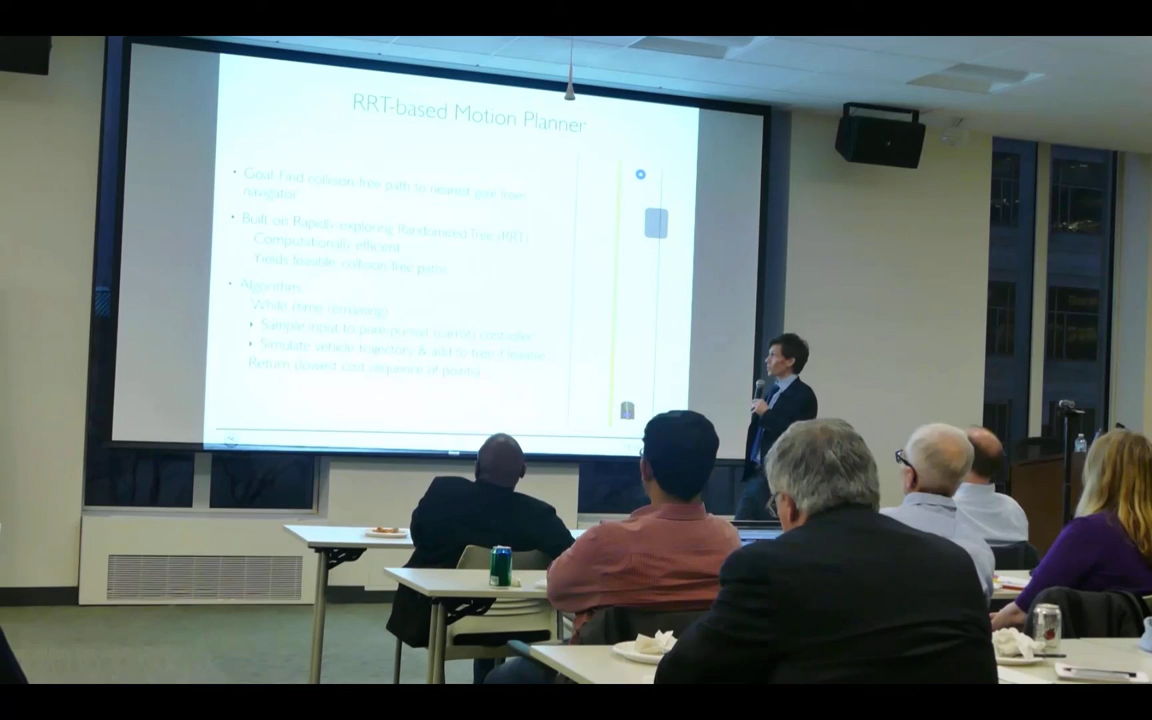 RRT-based Motion Planner
Goal: Find collision free path to nearest goal from
navigator
Built on Rapidly-exploring Randomized Tree (RRT)
Computationally efficient
Yields feasible, collision free paths
Algorithm:
While (time remaining)
Sample input to pure pursuit (carrot) controller
Simulate vehicle trajectory & add to tree if feasible
Return (lowest cost sequence of points)